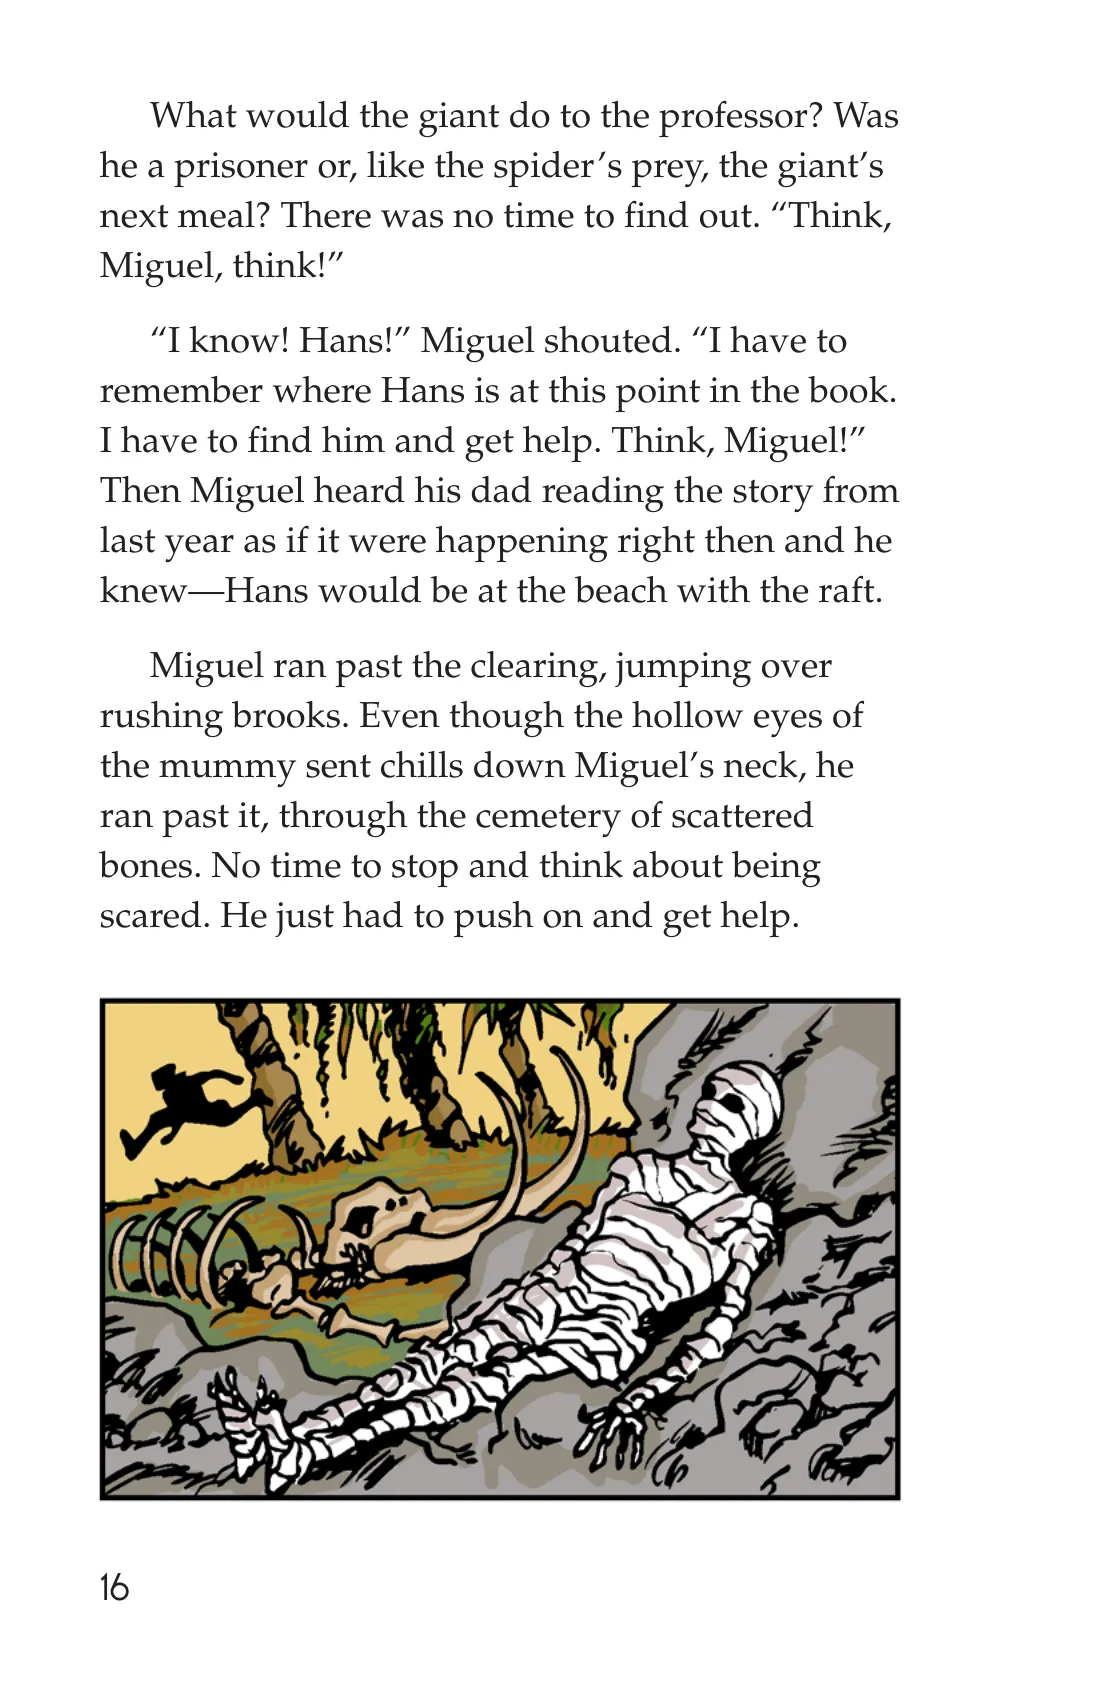 What would the giant do to the professor? Was
he a prisoner or, like the spider’s prey, the giant’s
next meal? There was no time to find out. “Think,
Miguel, think!”
“I know! Hans!” Miguel shouted. “I have to
remember where Hans is at this point in the book.
I have to find him and get help. Think, Miguel!”
Then Miguel heard his dad reading the story from
last year as if it were happening right then and he
knew—Hans would be at the beach with the raft.
Miguel ran past the clearing, jumping over
rushing brooks. Even though the hollow eyes of
the mummy sent chills down Miguel’s neck, he
ran past it, through the cemetery of scattered
bones. No time to stop and think about being
scared. He just had to push on and get help.
16